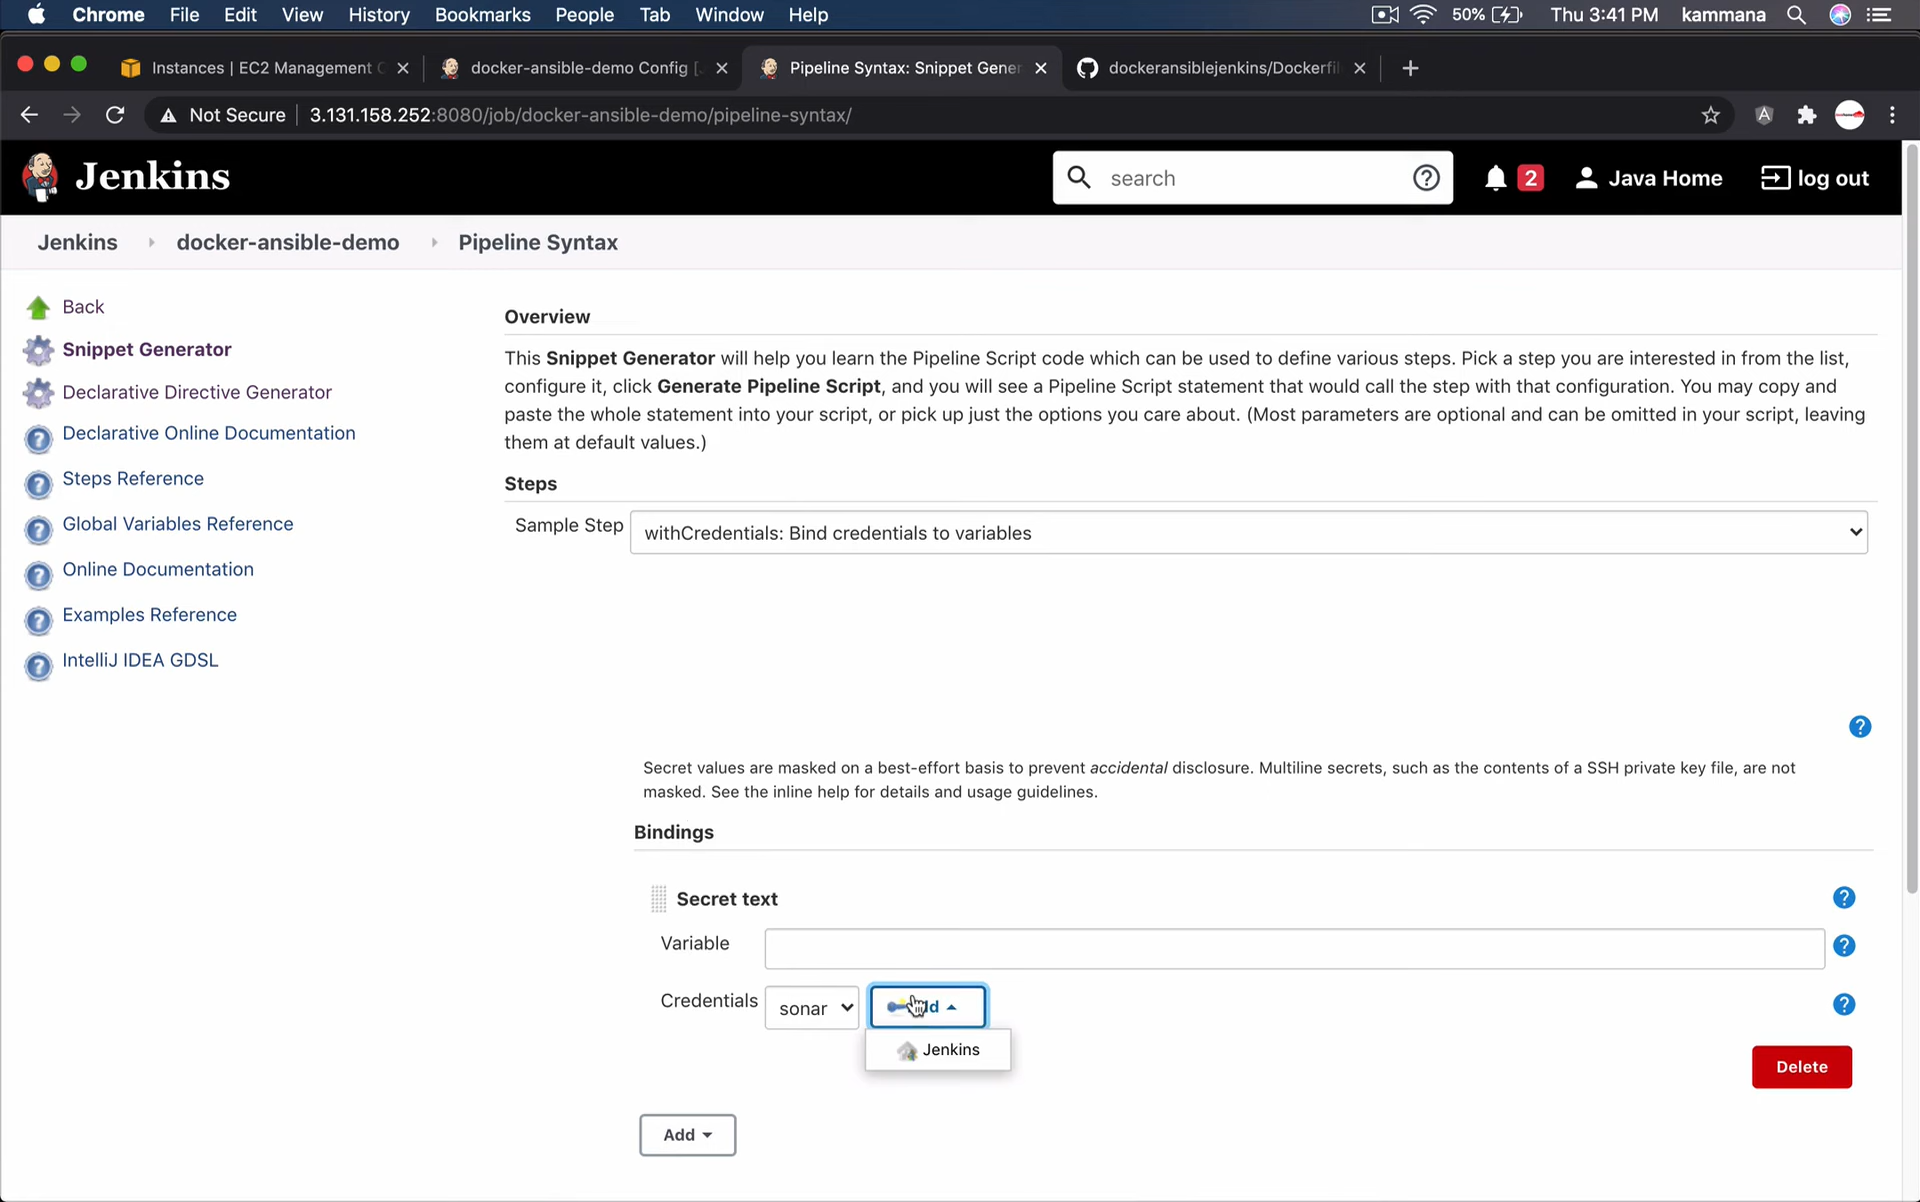 Chrome File Edit View History Bookmarks People Tab Window Help 50% Thu 3:41 PM kammana
Instances | EC2 Management docker-ansible-demo Config Pipeline Syntax: Snippet Gener dockeransiblejenkins/Dockerfil
Not Secure 3.131.158.252:8080/job/docker-ansible-demo/pipeline-syntax/
Jenkins search 2 Java Home log out
Jenkins docker-ansible-demo Pipeline Syntax
Back
Snippet Generator
Declarative Directive Generator
Declarative Online Documentation
Steps Reference
Global Variables Reference
Online Documentation
Examples Reference
IntelliJ IDEA GDSL
Overview
This Snippet Generator will help you learn the Pipeline Script code which can be used to define various steps. Pick a step you are interested in from the list,
configure it, click Generate Pipeline Script, and you will see a Pipeline Script statement that would call the step with that configuration. You may copy and
paste the whole statement into your script, or pick up just the options you care about. (Most parameters are optional and can be omitted in your script, leaving
them at default values.)
Steps
Sample Step withCredentials: Bind credentials to variables
Secret values are masked on a best-effort basis to prevent accidental disclosure. Multiline secrets, such as the contents of a SSH private key file, are not
masked. See the inline help for details and usage guidelines.
Bindings
Secret text
Variable
Credentials sonar
Jenkins
Delete
Add